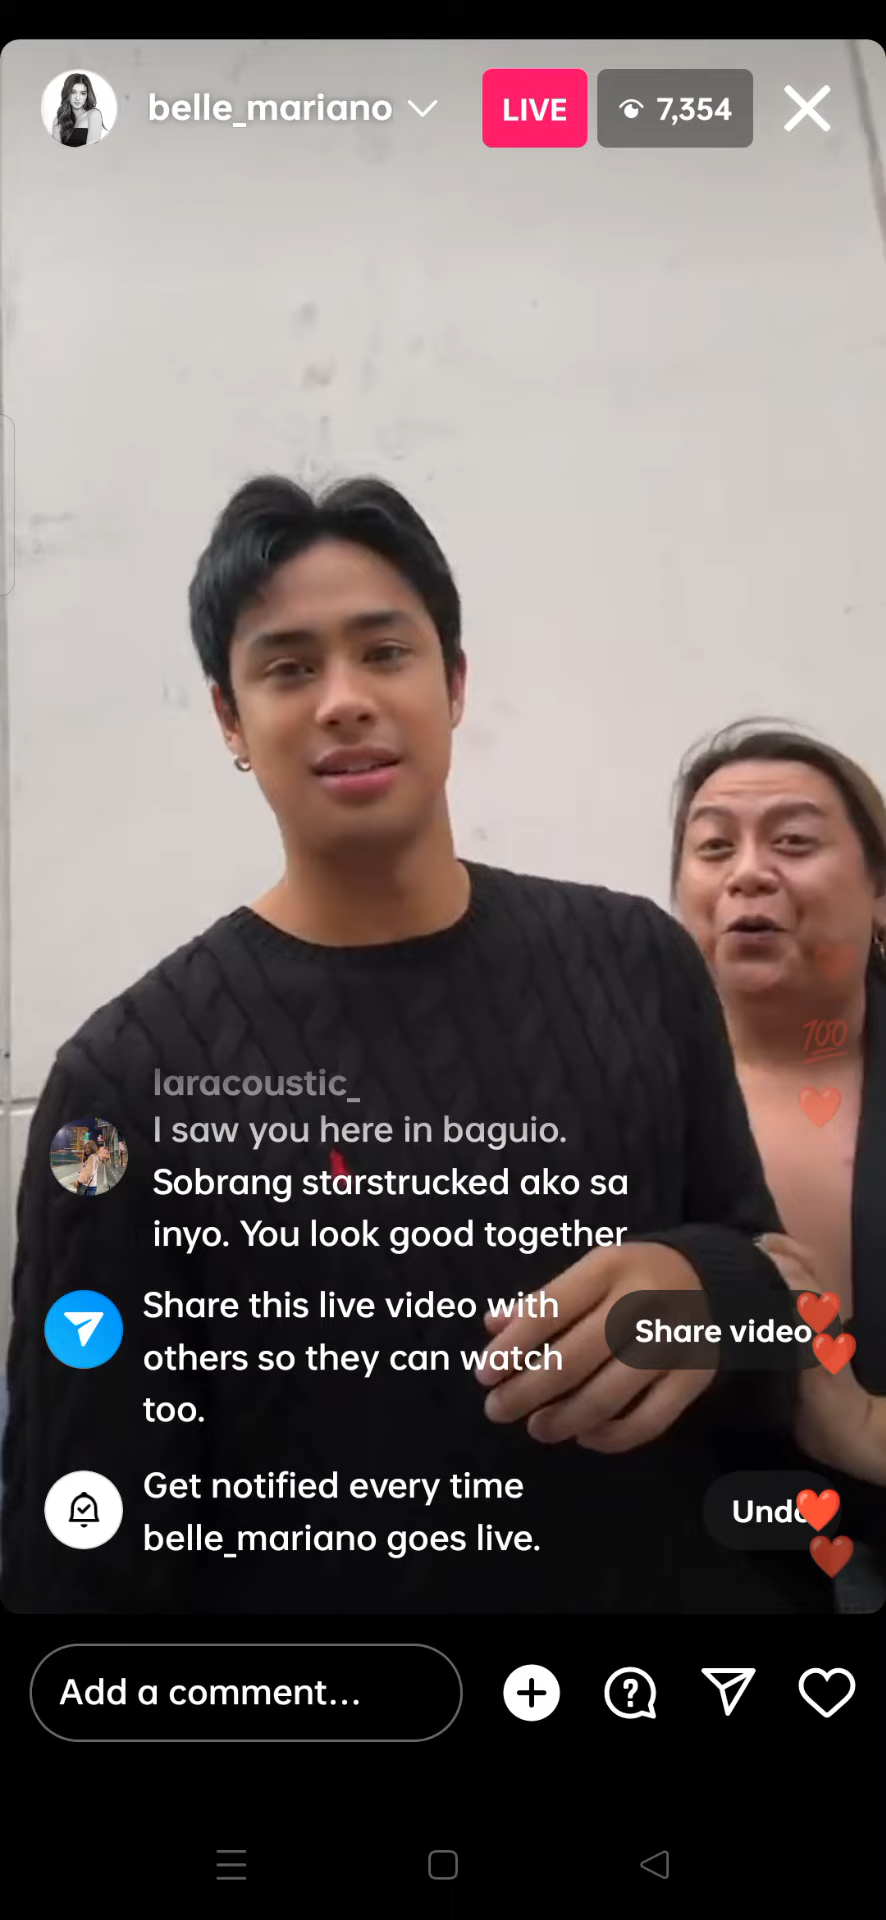 belle_mariano
LIVE
7,354
laracoustic_
I saw you here in baguio.
Sobrang starstrucked ako sa
inyo. You look good together
💯
Share this live video with
others so they can watch
too.
Share video
Get notified every time
belle_mariano goes live.
Undo
Add a comment...